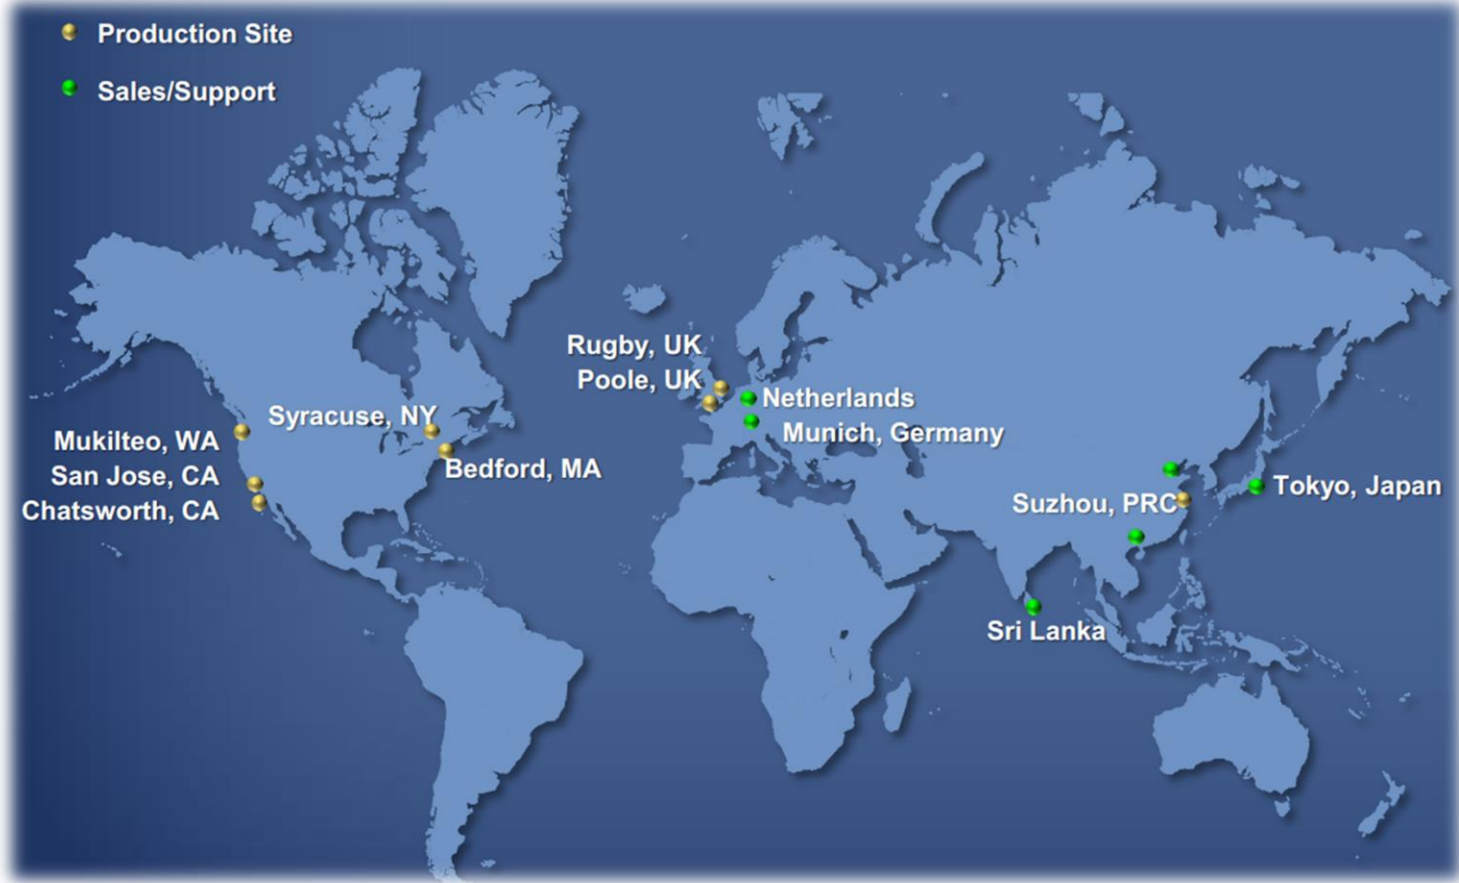 Production Site
Sales/Support
Rugby, UK
Poole, UK
Netherlands
Munich, Germany
Syracuse, NY
Mukilteo, WA
San Jose, CA
Chatsworth, CA
Bedford, MA
Suzhou, PRC
Tokyo, Japan
Sri Lanka